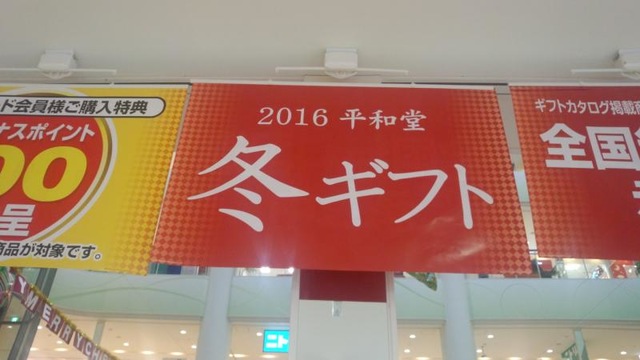 ド会員様ご購入特典
ナスポイント
00
呈
商品が対象です。
2016 平和堂
冬ギフト
ギフトカタログ掲載
全国
MERRY CH
ニト